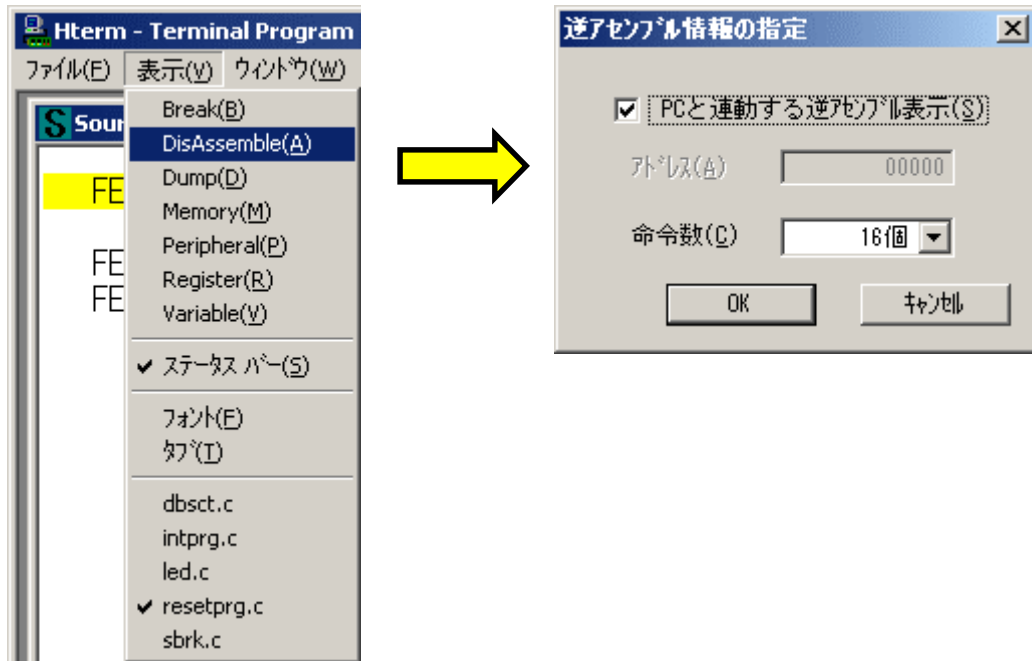 Hterm - Terminal Program
ﾌｧｲﾙ(F) 表示(V) ｳｨﾝﾄﾞｳ(W)
Sour
FE
FE
FE
Break(B)
DisAssemble(A)
Dump(D)
Memory(M)
Peripheral(P)
Register(R)
Variable(V)
ｽﾃｰﾀｽ ﾊﾞｰ(S)
ﾌｫﾝﾄ(F)
ﾀﾌﾞ(T)
dbsct.c
intprg.c
led.c
resetprg.c
sbrk.c
逆ｱｾﾝﾌﾞﾙ情報の指定
PCと連動する逆ｱｾﾝﾌﾞﾙ表示(S)
ｱﾄﾞﾚｽ(A) 00000
命令数(C) 16個
OK ｷｬﾝｾﾙ